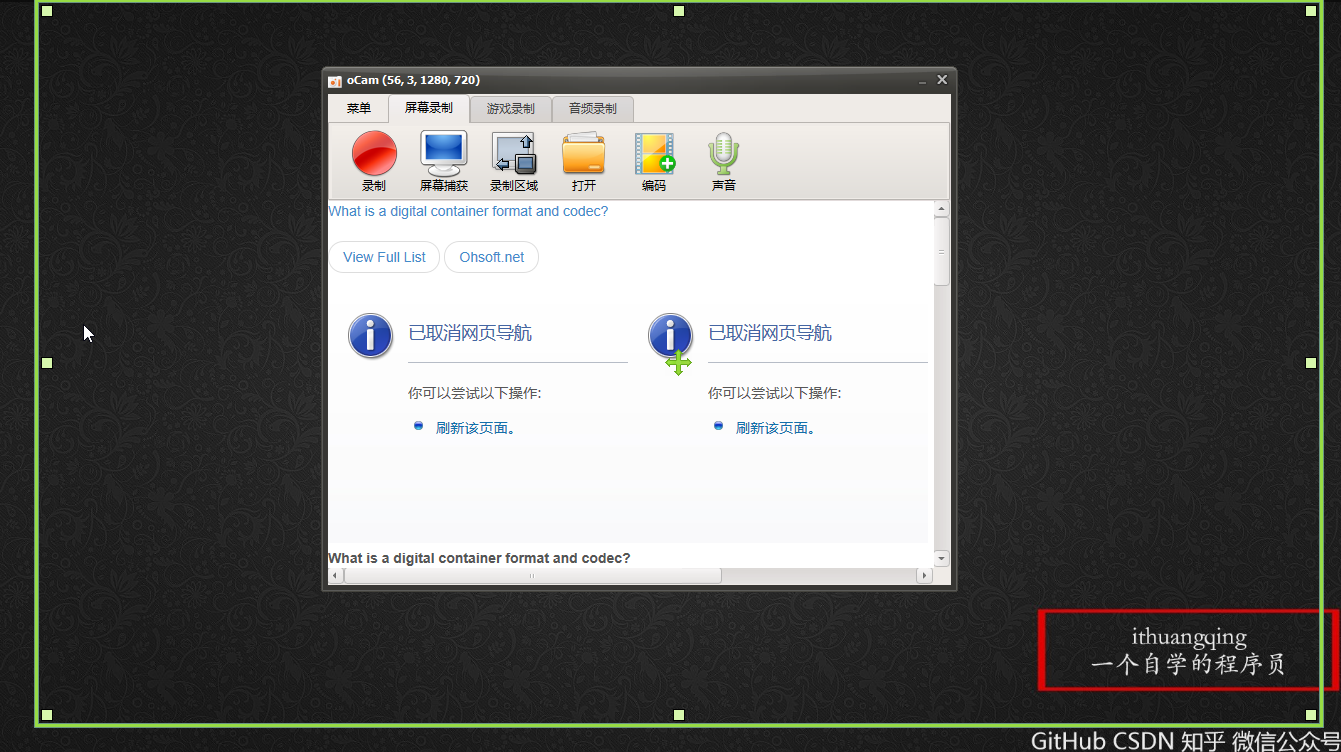 oCam (56, 3, 1280, 720)
菜单 屏幕录制 游戏录制 音频录制
录制 屏幕捕获 录制区域 打开 编码 声音
What is a digital container format and codec?
View Full List Ohsoft.net
已取消网页导航 已取消网页导航
你可以尝试以下操作: 你可以尝试以下操作:
刷新该页面。 刷新该页面。
What is a digital container format and codec?
ithuangqing
一个自学的程序员
GitHub CSDN 知乎 微信公众号